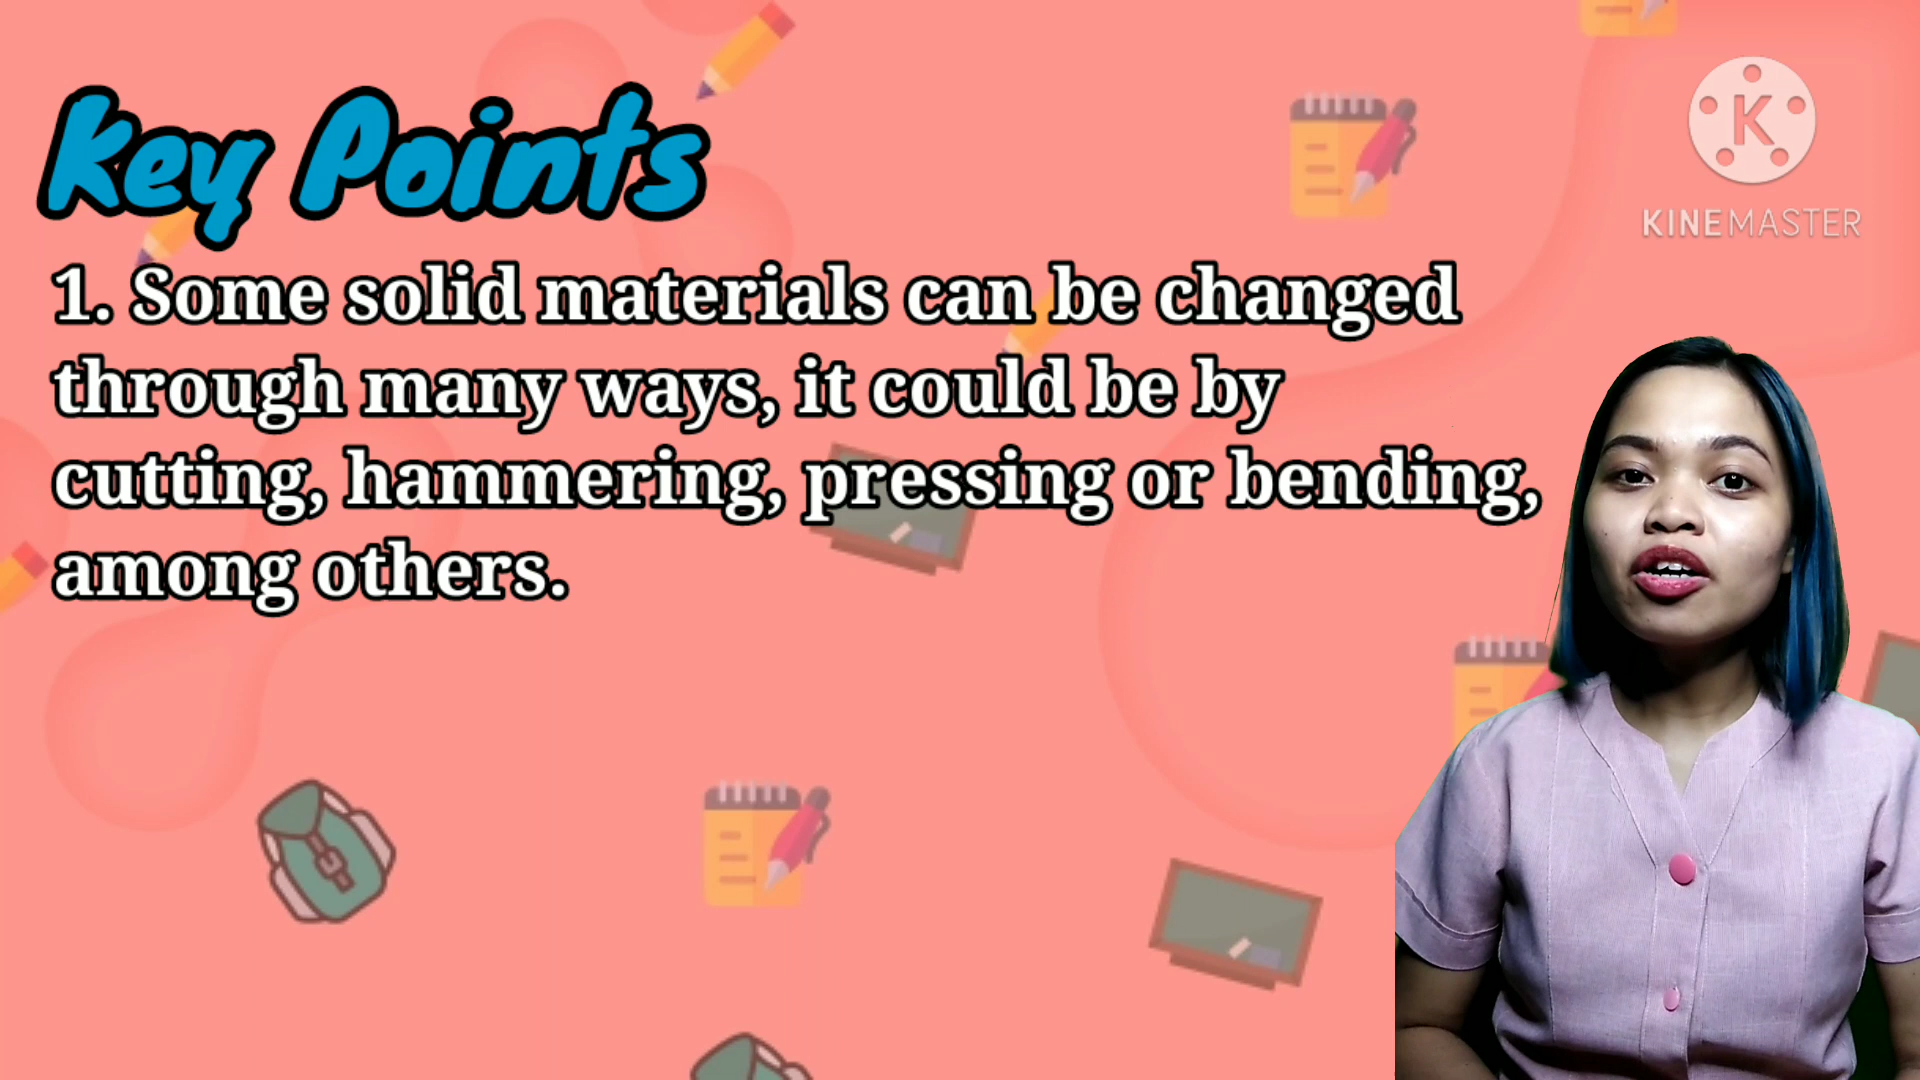 Key Points
K
KINEMASTER
1. Some solid materials can be changed
through many ways, it could be by
cutting, hammering, pressing or bending,
among others.